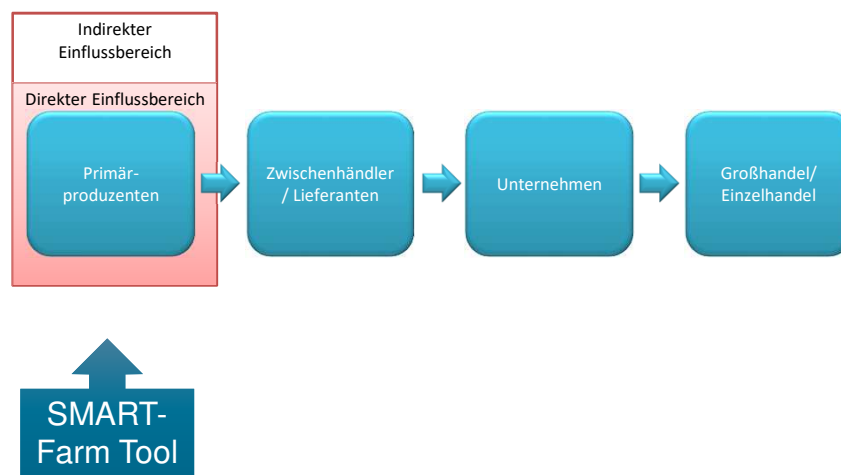 Indirekter
Einflussbereich
Direkter Einflussbereich
Primär-
produzenten
Zwischenhändler
/ Lieferanten
Unternehmen
Großhandel/
Einzelhandel
SMART-
Farm Tool